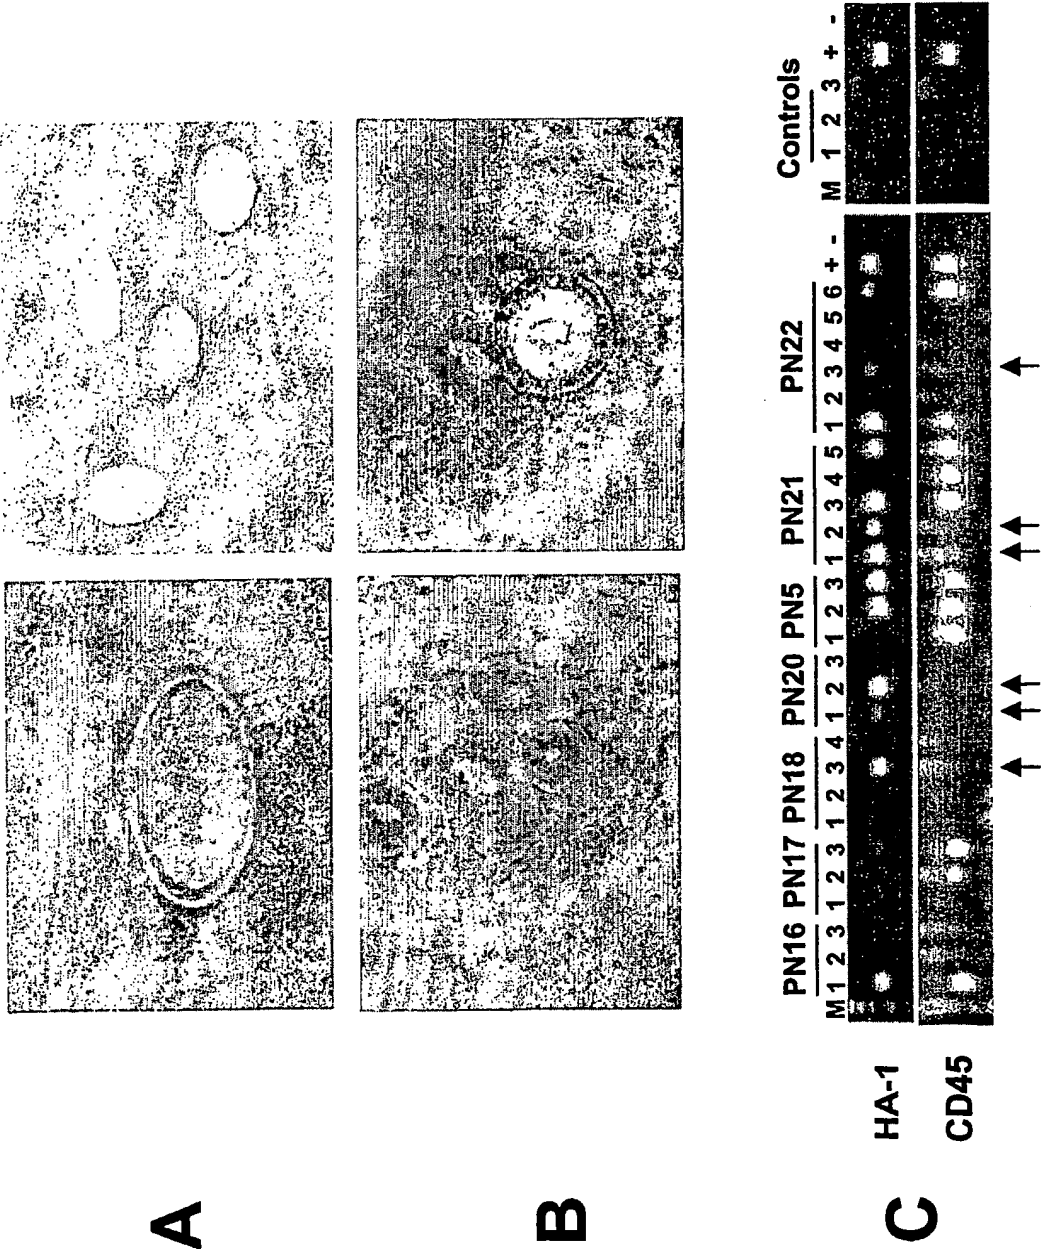 A
B
C
PN16 PN17 PN18 PN20 PN5 PN21 PN22 Controls
M 1 2 3 1 2 3 1 2 3 4 1 2 3 1 2 3 1 2 3 4 5 1 2 3 4 5 6 + - M 1 2 3 + -
HA-1
CD45